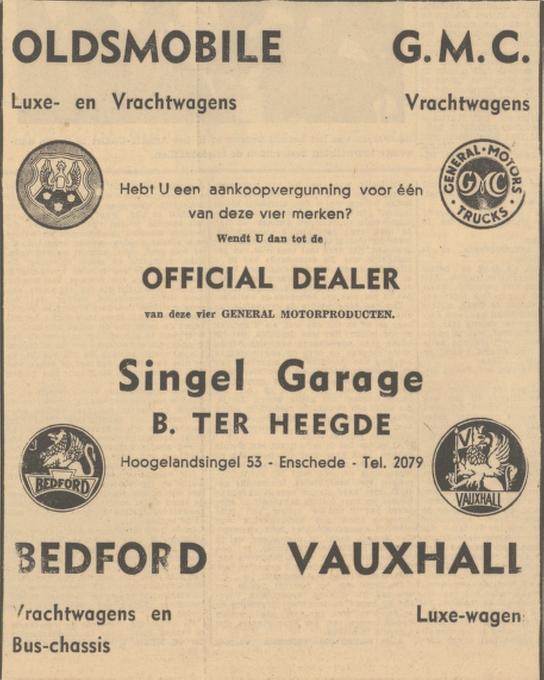 OLDSMOBILE G.M.C.
Luxe- en Vrachtwagens Vrachtwagens
GENERAL MOTORS
GMC
TRUCKS
Hebt U een aankoopvergunning voor één
van deze vier merken?
Wendt U dan tot de
OFFICIAL DEALER
van deze vier GENERAL MOTORPRODUCTEN.
Singel Garage
B. TER HEEGDE
Hoogelandsingel 53 - Enschede - Tel. 2079
BEDFORD
V
VAUXHALL
BEDFORD VAUXHALL
Vrachtwagens en Luxe-wagen
Bus-chassis